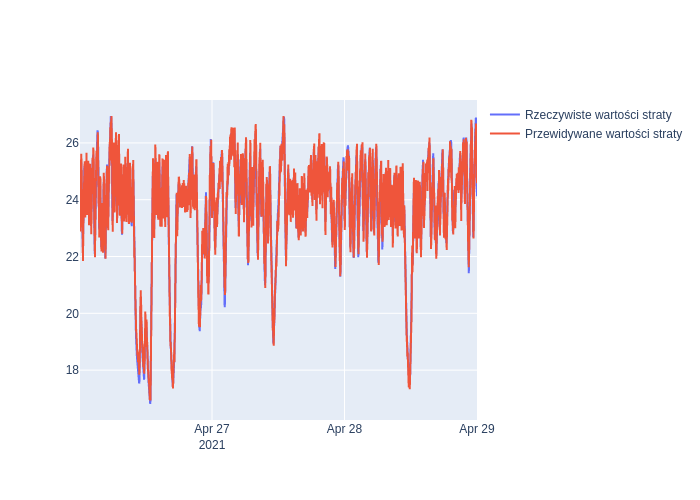 Rzeczywiste wartości straty
Przewidywane wartości straty
26
24
22
20
18
Apr 27
2021
Apr 28
Apr 29